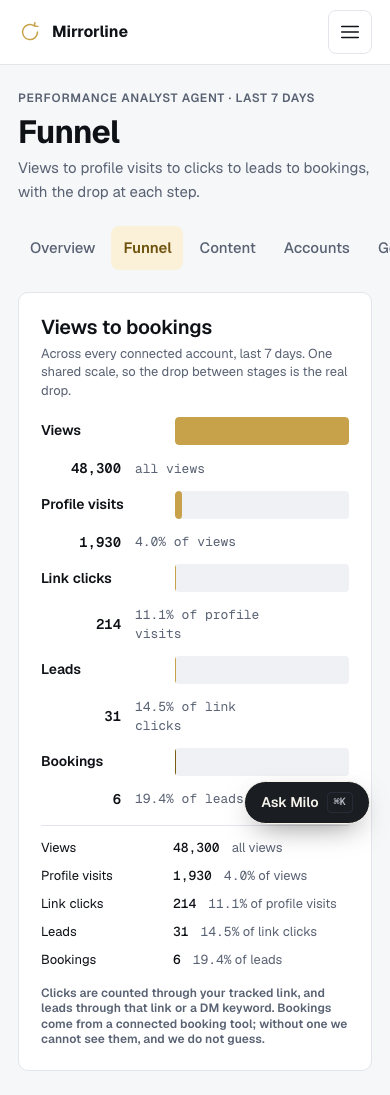 Mirrorline
PERFORMANCE ANALYST AGENT · LAST 7 DAYS
Funnel
Views to profile visits to clicks to leads to bookings,
with the drop at each step.
Overview Funnel Content Accounts
Views to bookings
Across every connected account, last 7 days. One
shared scale, so the drop between stages is the real
drop.
Views
48,300 all views
Profile visits
1,930 4.0% of views
Link clicks
214 11.1% of profile
visits
Leads
31 14.5% of link
clicks
Bookings
6 19.4% of leads
Ask Milo ⌘K
Views 48,300 all views
Profile visits 1,930 4.0% of views
Link clicks 214 11.1% of profile visits
Leads 31 14.5% of link clicks
Bookings 6 19.4% of leads
Clicks are counted through your tracked link, and
leads through that link or a DM keyword. Bookings
come from a connected booking tool; without one we
cannot see them, and we do not guess.